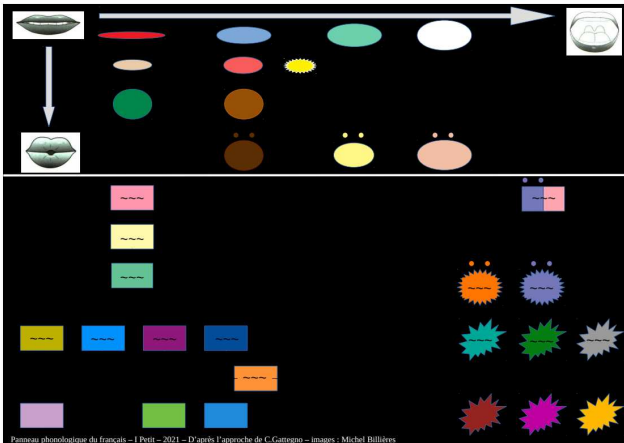 Panneau phonologique du français – I Petit – 2021 – D'après l'approche de C.Gattegno – images : Michel Billières